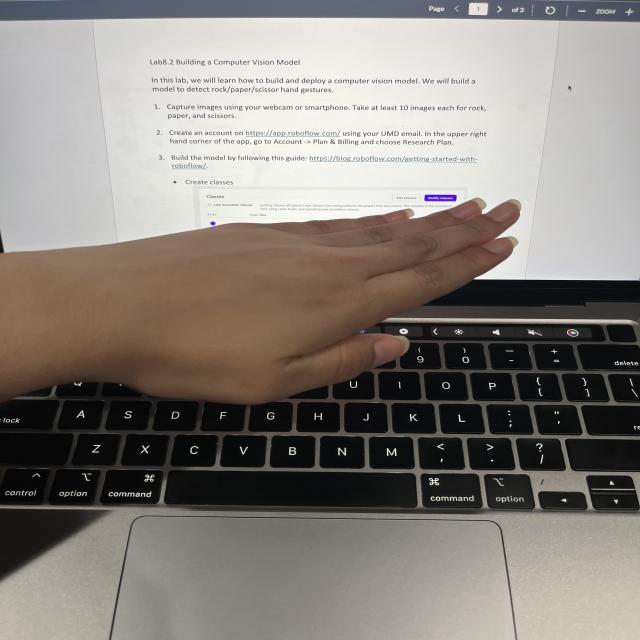 Page < 1 > of 3 — ZOOM +
Lab8.2 Building a Computer Vision Model
In this lab, we will learn how to build and deploy a computer vision model. We will build a
model to detect rock/paper/scissor hand gestures.
1. Capture images using your webcam or smartphone. Take at least 10 images each for rock,
paper, and scissors.
2. Create an account on https://app.roboflow.com/ using your UMD email. In the upper right
hand corner of the app, go to Account -> Plan & Billing and choose Research Plan.
3. Build the model by following this guide: https://blog.roboflow.com/getting-started-with-
roboflow/.
• Create classes
Classes
Modify Classes
( 9 ) 0 — - + = delete
Q U I O P { [ } ] | \
lock A S D F G H J K L : ; " ' re
Z X C V B N M < , > . ? /
control option command command option